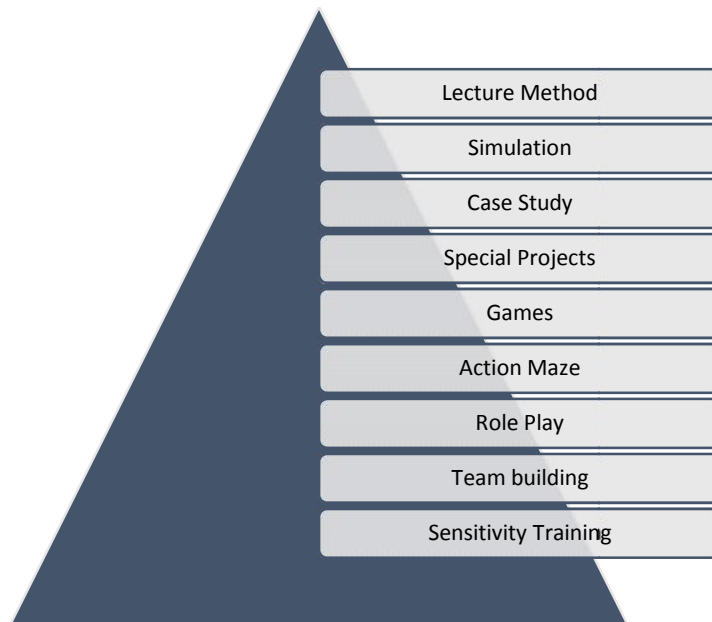 Lecture Method
Simulation
Case Study
Special Projects
Games
Action Maze
Role Play
Team building
Sensitivity Training